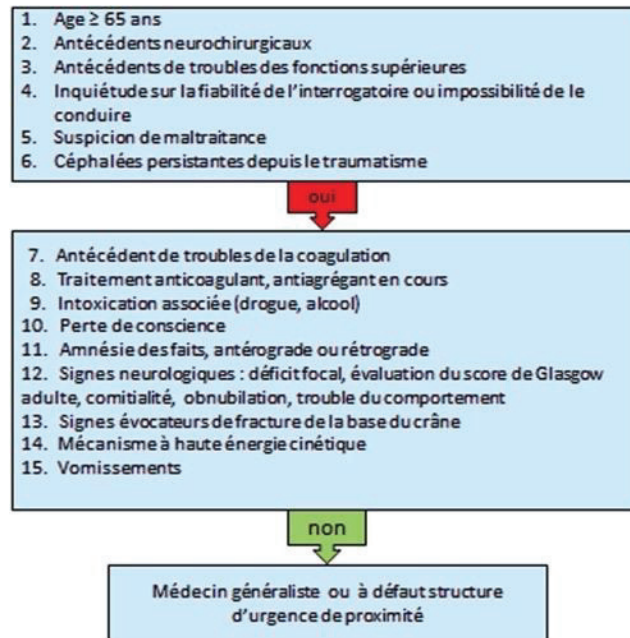 1. Age ≥ 65 ans
2. Antécédents neurochirurgicaux
3. Antécédents de troubles des fonctions supérieures
4. Inquiétude sur la fiabilité de l'interrogatoire ou impossibilité de le
conduire
5. Suspicion de maltraitance
6. Céphalées persistantes depuis le traumatisme
oui
7. Antécédent de troubles de la coagulation
8. Traitement anticoagulant, antiagrégant en cours
9. Intoxication associée (drogue, alcool)
10. Perte de conscience
11. Amnésie des faits, antérograde ou rétrograde
12. Signes neurologiques : déficit focal, évaluation du score de Glasgow
adulte, comitialité, obnubilation, trouble du comportement
13. Signes évocateurs de fracture de la base du crâne
14. Mécanisme à haute énergie cinétique
15. Vomissements
non
Médecin généraliste ou à défaut structure
d'urgence de proximité